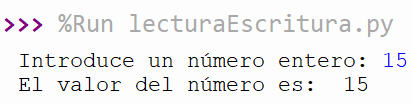 >>> %Run lecturaEscritura.py
Introduce un número entero: 15
El valor del número es:  15